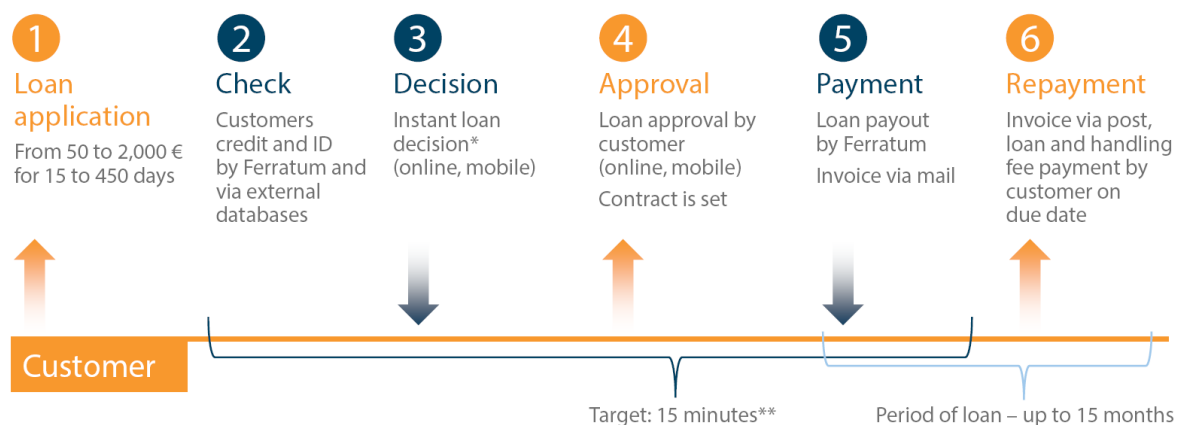 1
Loan
application
From 50 to 2,000 €
for 15 to 450 days
2
Check
Customers
credit and ID
by Ferratum and
via external
databases
3
Decision
Instant loan
decision*
(online, mobile)
4
Approval
Loan approval by
customer
(online, mobile)
Contract is set
5
Payment
Loan payout
by Ferratum
Invoice via mail
6
Repayment
Invoice via post,
loan and handling
fee payment by
customer on
due date
Customer
Target: 15 minutes**
Period of loan – up to 15 months